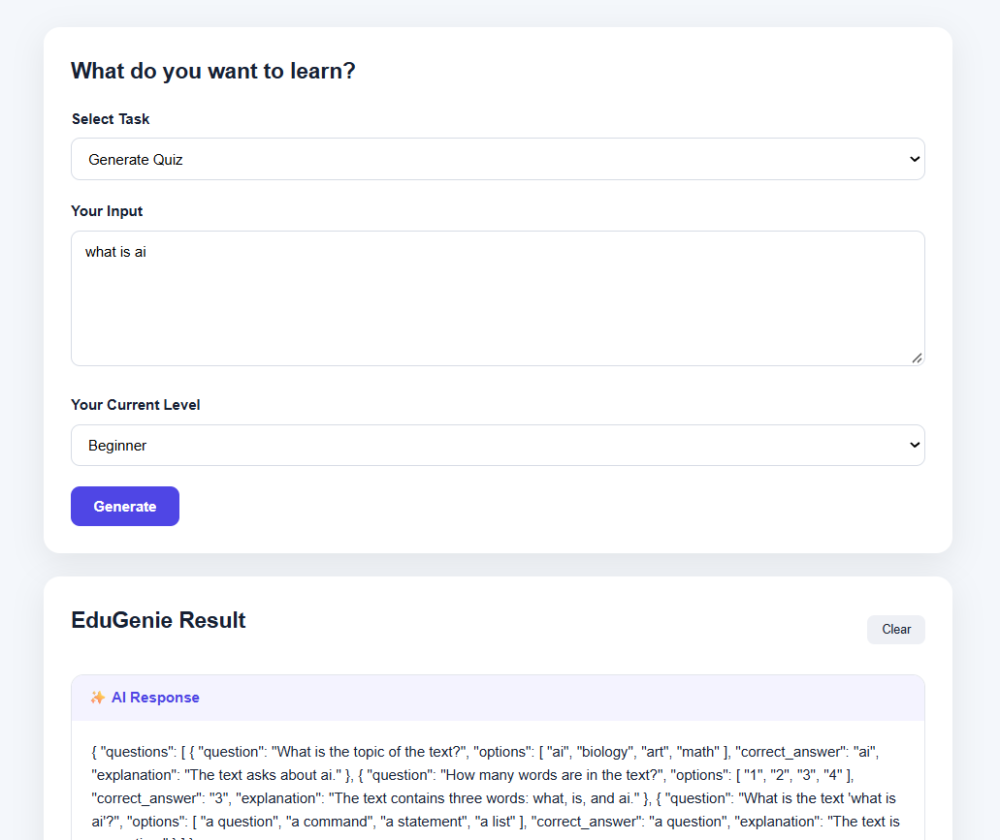 What do you want to learn?
Select Task
Generate Quiz
Your Input
what is ai
Your Current Level
Beginner
Generate
EduGenie Result
Clear
✨ AI Response
{ "questions": [ { "question": "What is the topic of the text?", "options": [ "ai", "biology", "art", "math" ], "correct_answer": "ai",
"explanation": "The text asks about ai." }, { "question": "How many words are in the text?", "options": [ "1", "2", "3", "4" ],
"correct_answer": "3", "explanation": "The text contains three words: what, is, and ai." }, { "question": "What is the text 'what is
ai'?", "options": [ "a question", "a command", "a statement", "a list" ], "correct_answer": "a question", "explanation": "The text is